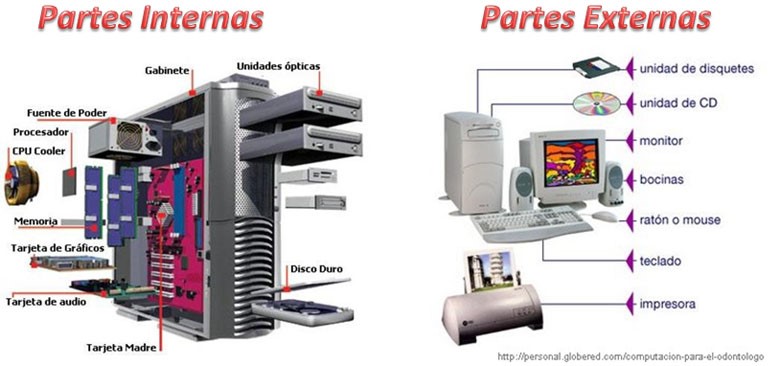 Partes Internas
Gabinete
Unidades ópticas
Fuente de Poder
Procesador
CPU Cooler
Memoria
Tarjeta de Gráficos
Tarjeta de audio
Disco Duro
Tarjeta Madre
Partes Externas
unidad de disquetes
unidad de CD
monitor
bocinas
ratón o mouse
teclado
impresora
http://personal.globered.com/computacion-para-el-odontologo